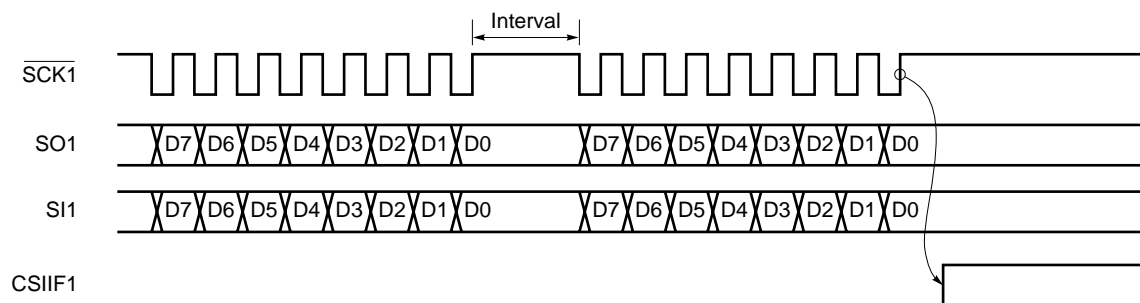 Interval
SCK1
SO1 D7 D6 D5 D4 D3 D2 D1 D0 D7 D6 D5 D4 D3 D2 D1 D0
SI1 D7 D6 D5 D4 D3 D2 D1 D0 D7 D6 D5 D4 D3 D2 D1 D0
CSIIF1